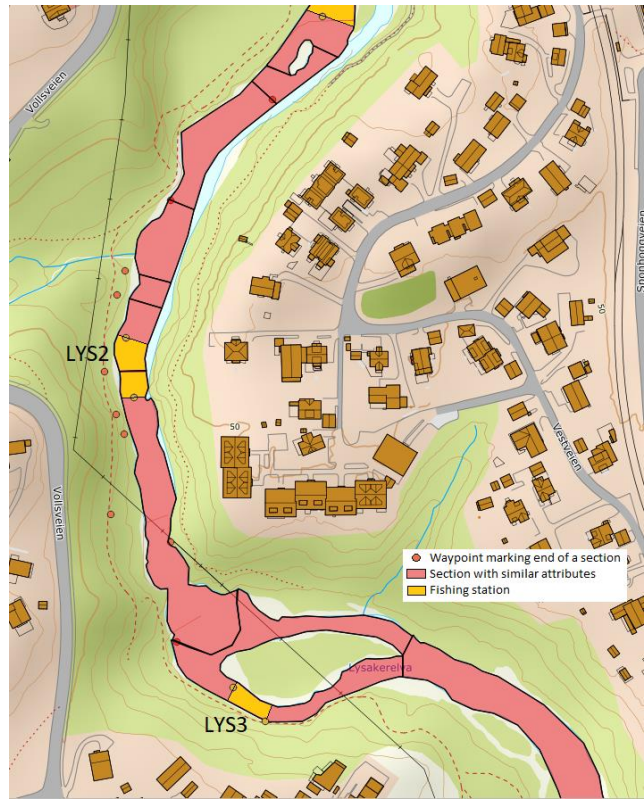 Vollsveien
Sponhoggveien
50
LYS2
50
Vollsveien
Vestveien
Waypoint marking end of a section
Section with similar attributes
Fishing station
Lysakerelva
LYS3